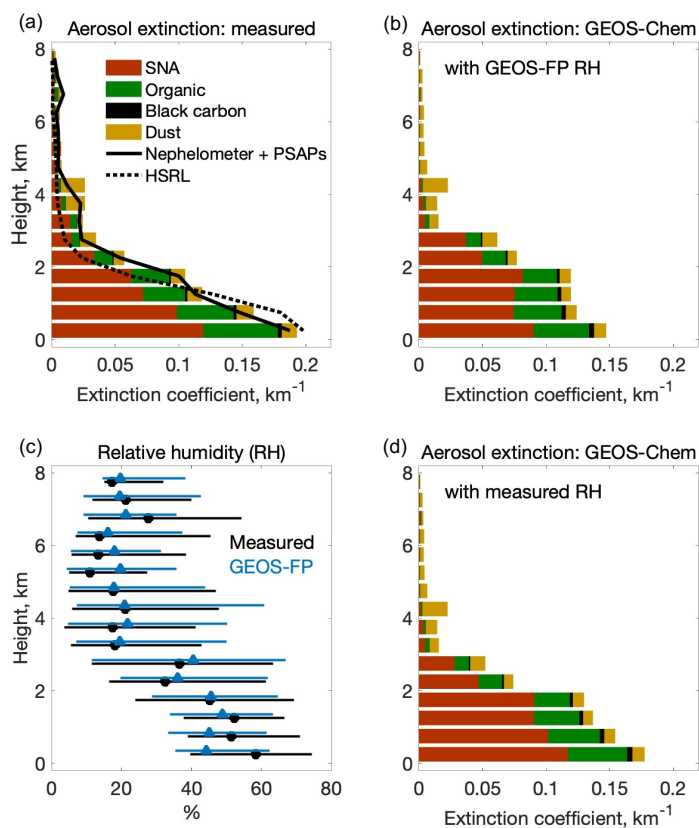 (a)
Aerosol extinction: measured
8
6
4
2
0
Height, km
SNA
Organic
Black carbon
Dust
Nephelometer + PSAPs
HSRL
0
0.05
0.1
0.15
0.2
Extinction coefficient, km⁻¹
(b)
Aerosol extinction: GEOS-Chem
with GEOS-FP RH
8
6
4
2
0
0
0.05
0.1
0.15
0.2
Extinction coefficient, km⁻¹
(c)
Relative humidity (RH)
8
6
4
2
0
Height, km
Measured
GEOS-FP
0
20
40
60
80
%
(d)
Aerosol extinction: GEOS-Chem
with measured RH
8
6
4
2
0
0
0.05
0.1
0.15
0.2
Extinction coefficient, km⁻¹